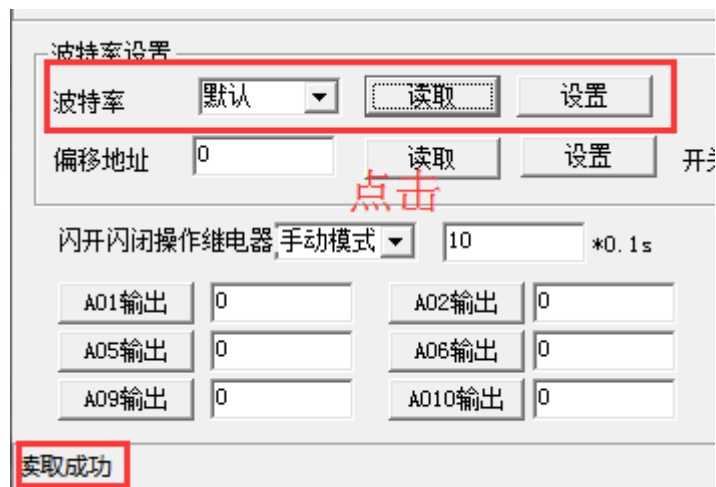 波特率设置
波特率 默认 读取 设置
偏移地址 0 读取 设置 开关
点击
闪开闪闭操作继电器 手动模式 10 *0.1s
A01输出 0 A02输出 0
A05输出 0 A06输出 0
A09输出 0 A010输出 0
读取成功